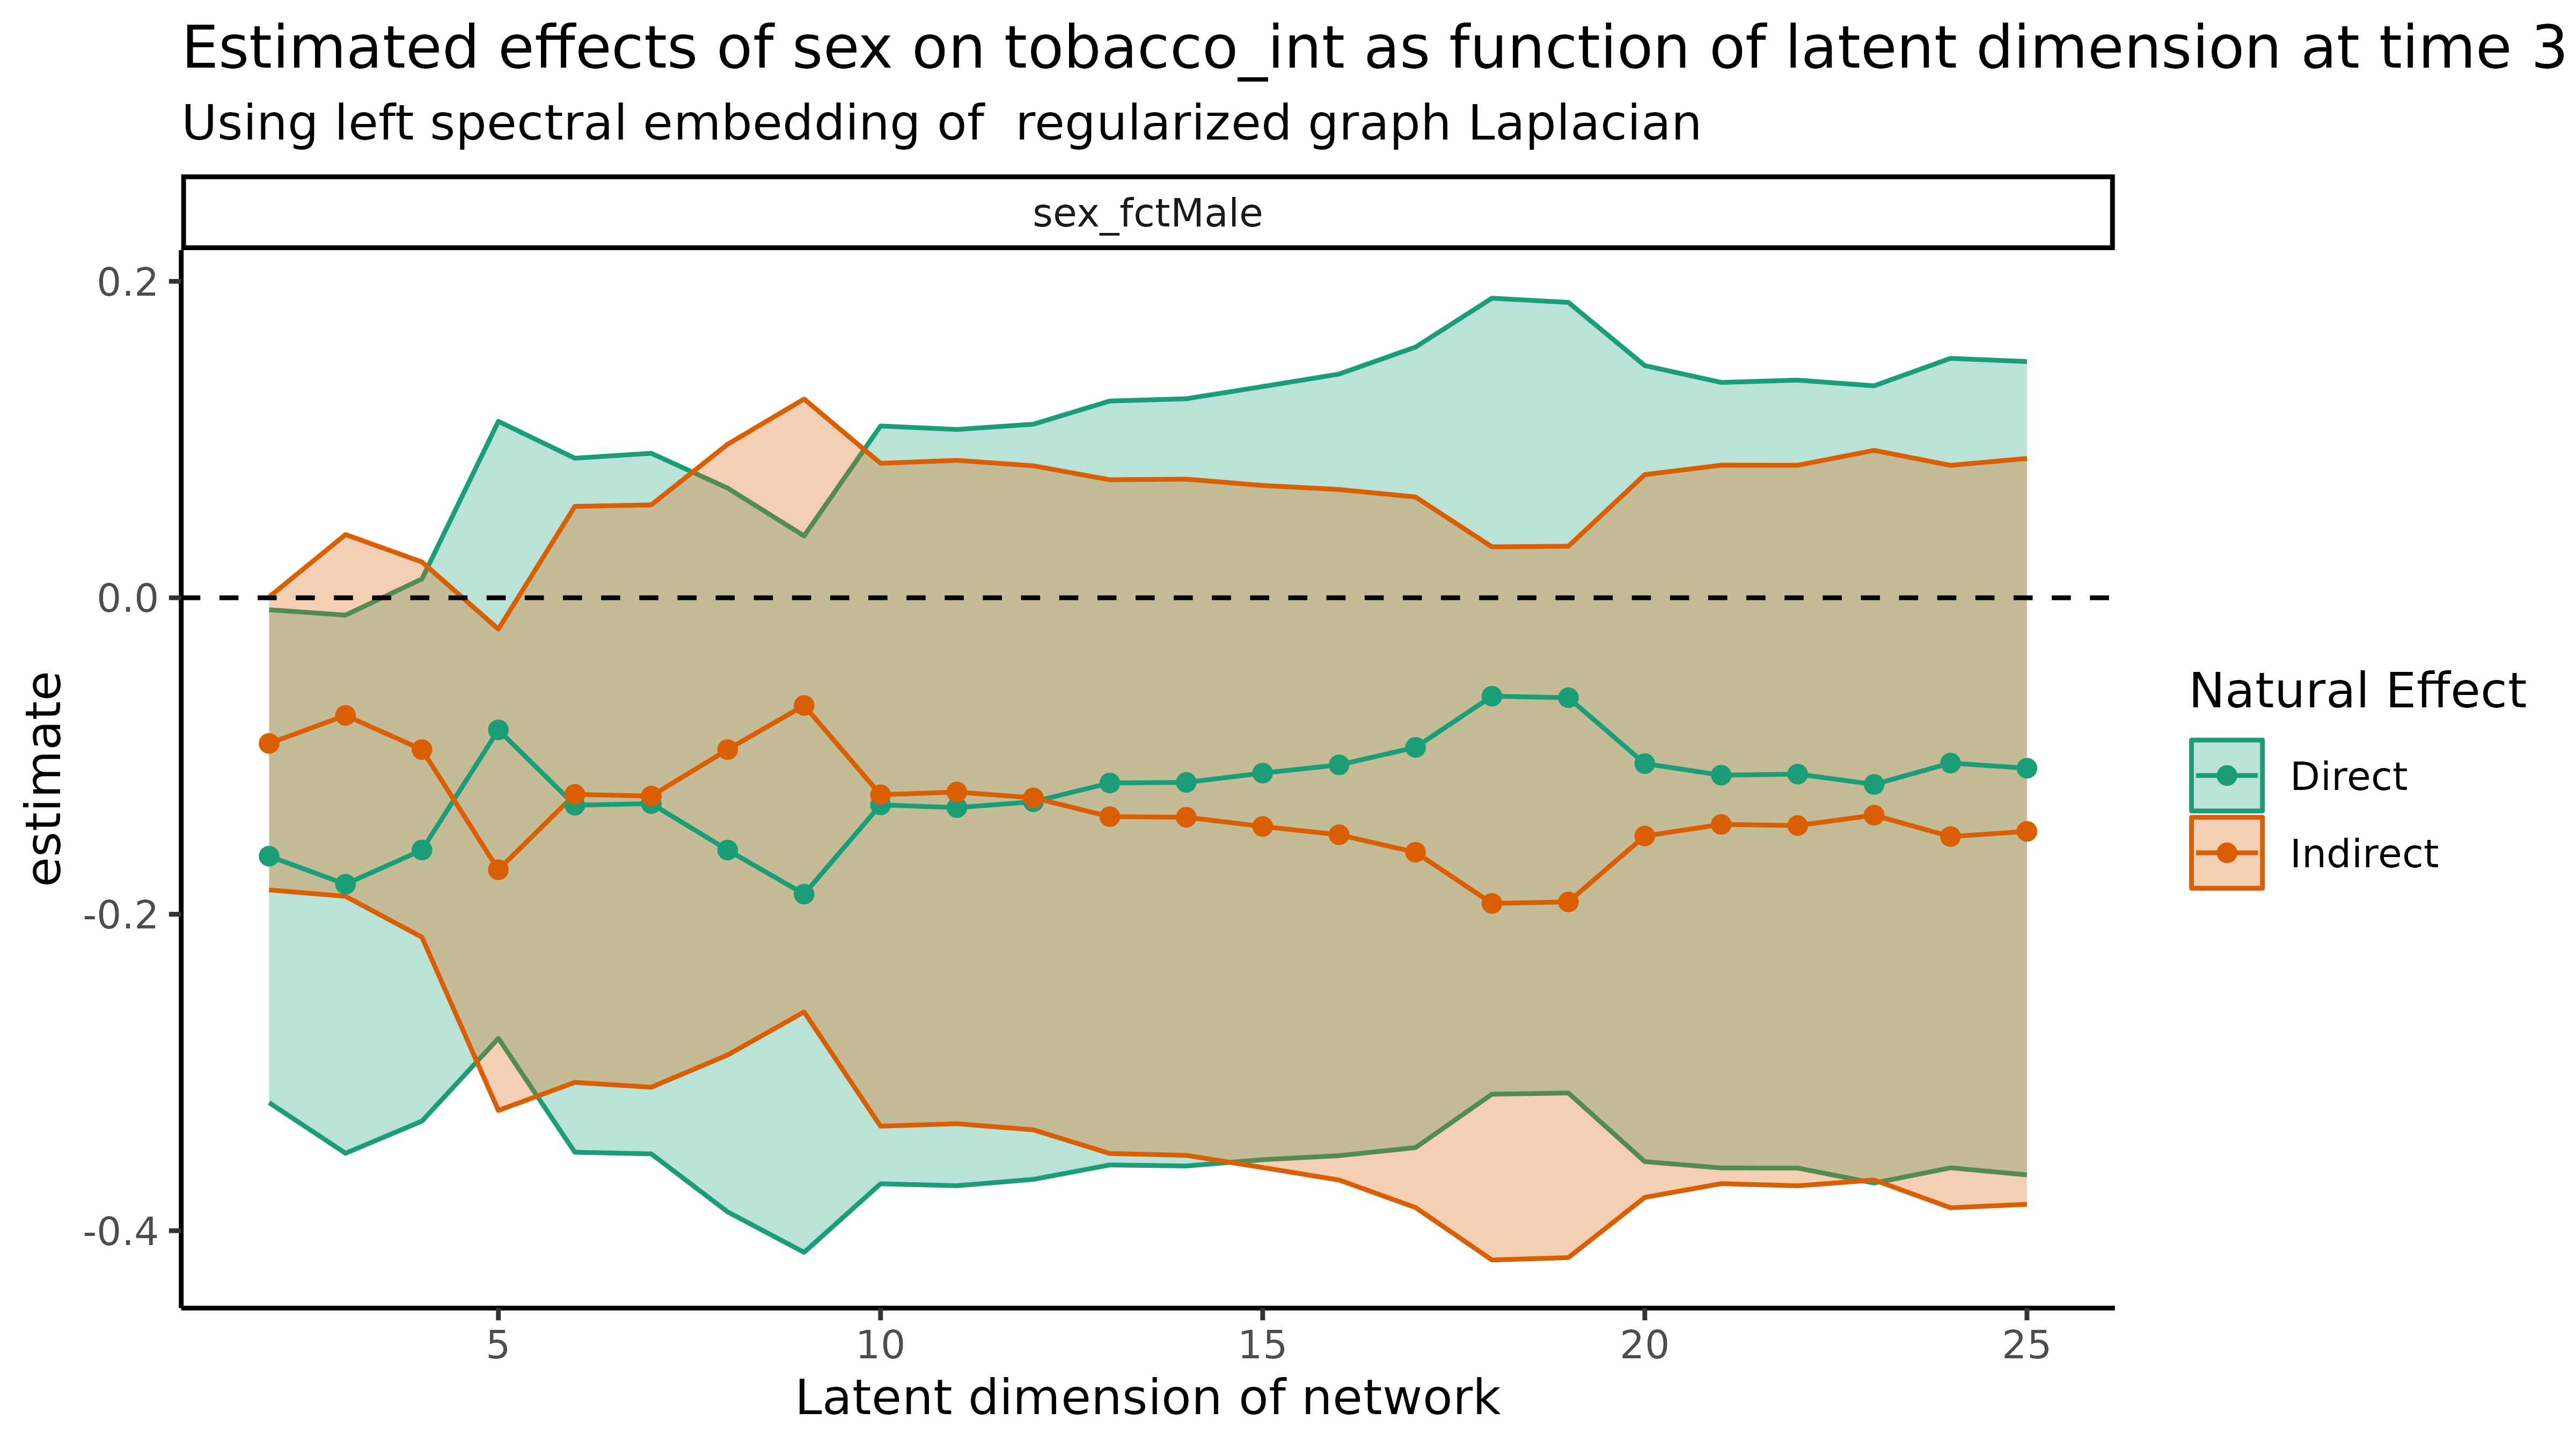 Estimated effects of sex on tobacco_int as function of latent dimension at time 3
Using left spectral embedding of  regularized graph Laplacian
sex_fctMale
0.2
0.0
-0.2
-0.4
estimate
5
10
15
20
25
Latent dimension of network
Natural Effect
Direct
Indirect